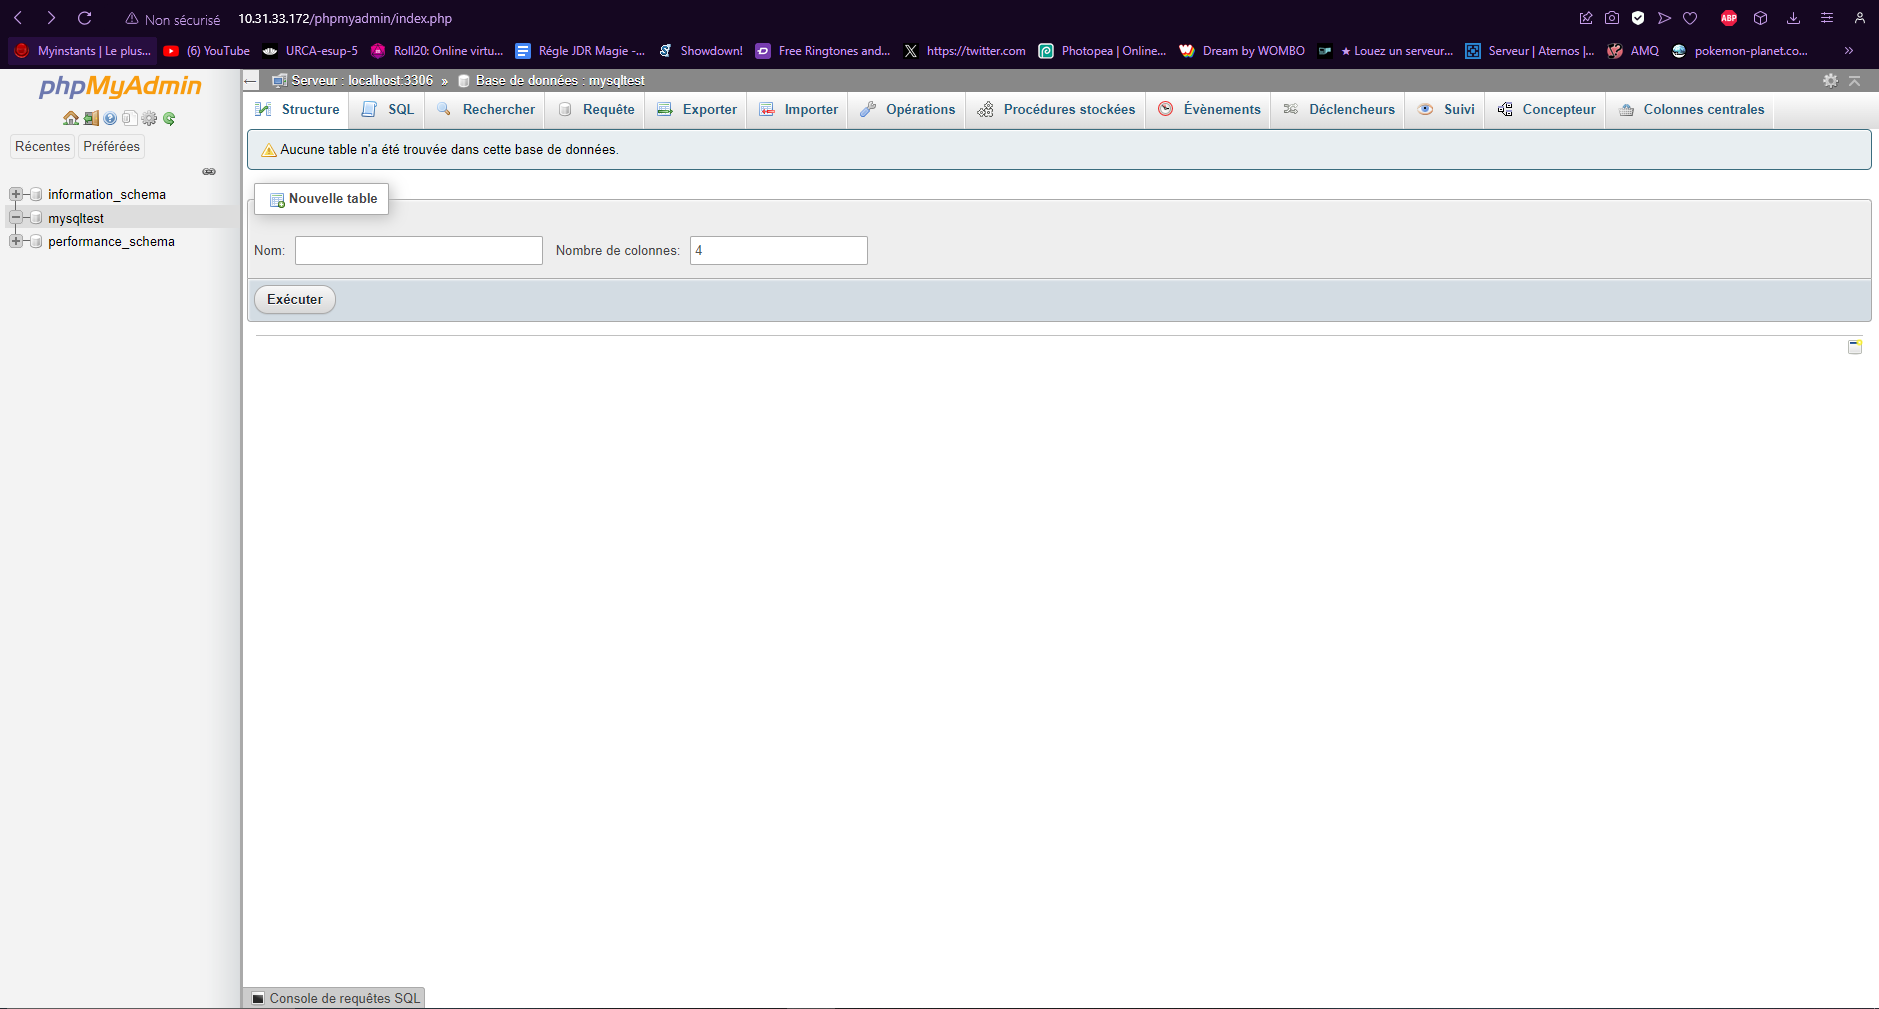 Non sécurisé 10.31.33.172/phpmyadmin/index.php
ABP
Myinstants | Le plus... (6) YouTube URCA-esup-5 Roll20: Online virtu... Régle JDR Magie -... Showdown! Free Ringtones and... https://twitter.com Photopea | Online... Dream by WOMBO ★ Louez un serveur... Serveur | Aternos |... AMQ pokemon-planet.co... »
phpMyAdmin
Récentes Préférées
information_schema
mysqltest
performance_schema
← Serveur : localhost:3306 » Base de données : mysqltest
Structure SQL Rechercher Requête Exporter Importer Opérations Procédures stockées Évènements Déclencheurs Suivi Concepteur Colonnes centrales
Aucune table n'a été trouvée dans cette base de données.
Nouvelle table
Nom: Nombre de colonnes: 4
Exécuter
Console de requêtes SQL